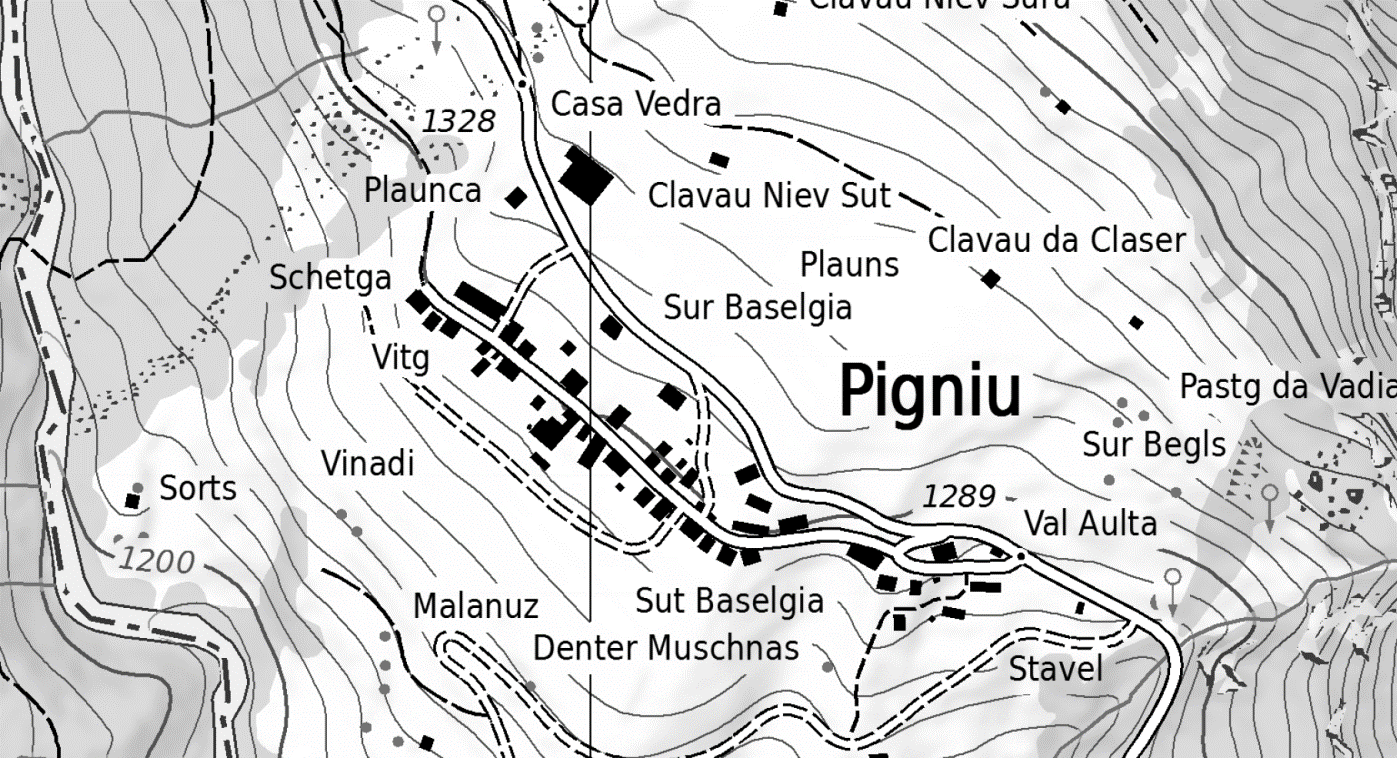 Clavau Niev Sura
Casa Vedra
1328
Plaunca
Clavau Niev Sut
Clavau da Claser
Plauns
Schetga
Sur Baselgia
Vitg
Pigniu
Pastg da Vadia
Sur Begls
Vinadi
Sorts
1289
Val Aulta
1200
Malanuz
Sut Baselgia
Denter Muschnas
Stavel